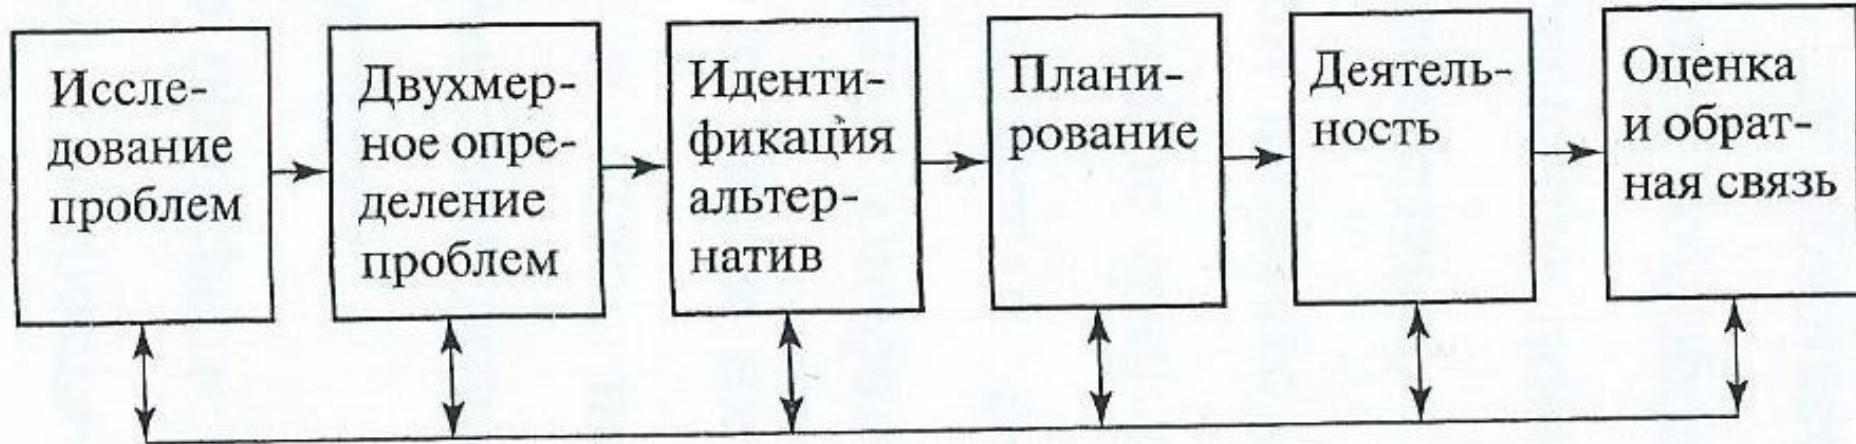 Иссле-
дование
проблем
Двухмер-
ное опре-
деление
проблем
Иденти-
фикация
альтер-
натив
Плани-
рование
Деятель-
ность
Оценка
и обрат-
ная связь